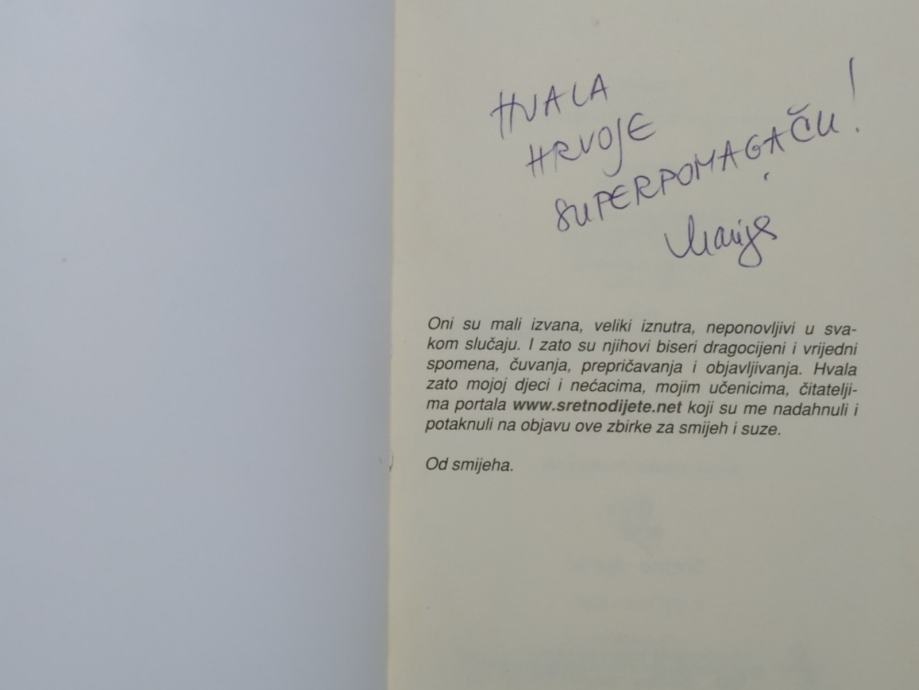 HVALA
HRVOJE
SUPERPOMAGAČU!
Marija
Oni su mali izvana, veliki iznutra, neponovljivi u sva-
kom slučaju. I zato su njihovi biseri dragocijeni i vrijedni
spomena, čuvanja, prepričavanja i objavljivanja. Hvala
zato mojoj djeci i nećacima, mojim učenicima, čitatelji-
ma portala www.sretnodijete.net koji su me nadahnuli i
potaknuli na objavu ove zbirke za smijeh i suze.
Od smijeha.